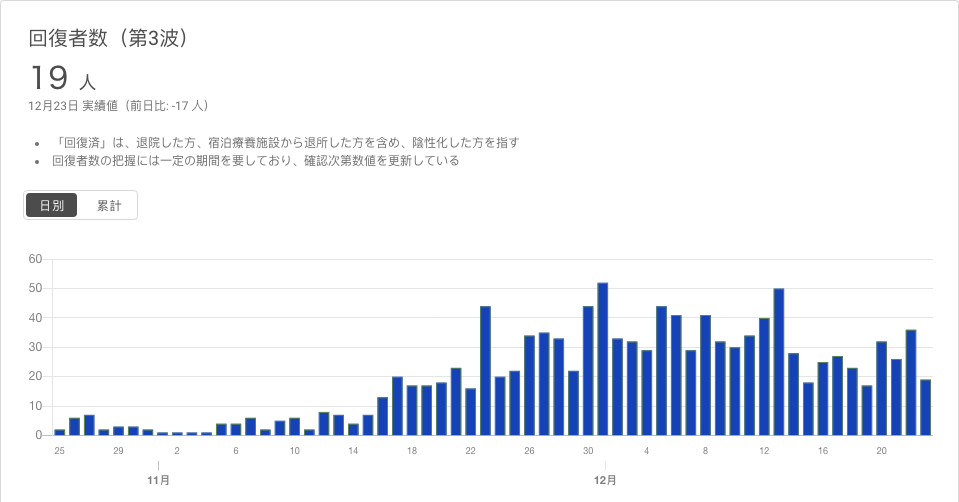 回復者数（第3波）
19 人
12月23日 実績値（前日比: -17 人）
• 「回復済」は、退院した方、宿泊療養施設から退所した方を含め、陰性化した方を指す
• 回復者数の把握には一定の期間を要しており、確認次第数値を更新している
日別 累計
60
50
40
30
20
10
0
25 29 2 6 10 14 18 22 26 30 4 8 12 16 20
11月 12月